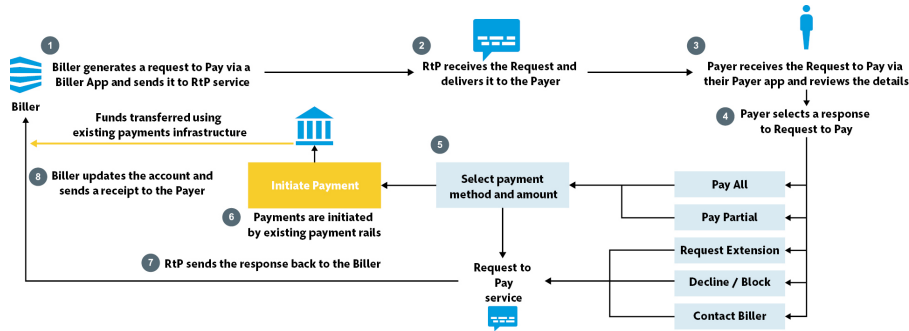 1
Biller generates a request to Pay via a
Biller App and sends it to RtP service
Biller
2
RtP receives the Request and
delivers it to the Payer
3
Payer receives the Request to Pay via
their Payer app and reviews the details
4
Payer selects a response
to Request to Pay
Pay All
Pay Partial
Request Extension
Decline / Block
Contact Biller
5
Select payment
method and amount
Initiate Payment
6
Payments are initiated
by existing payment rails
Funds transferred using
existing payments infrastructure
Request to
Pay
service
7
RtP sends the response back to the Biller
8
Biller updates the account and
sends a receipt to the Payer